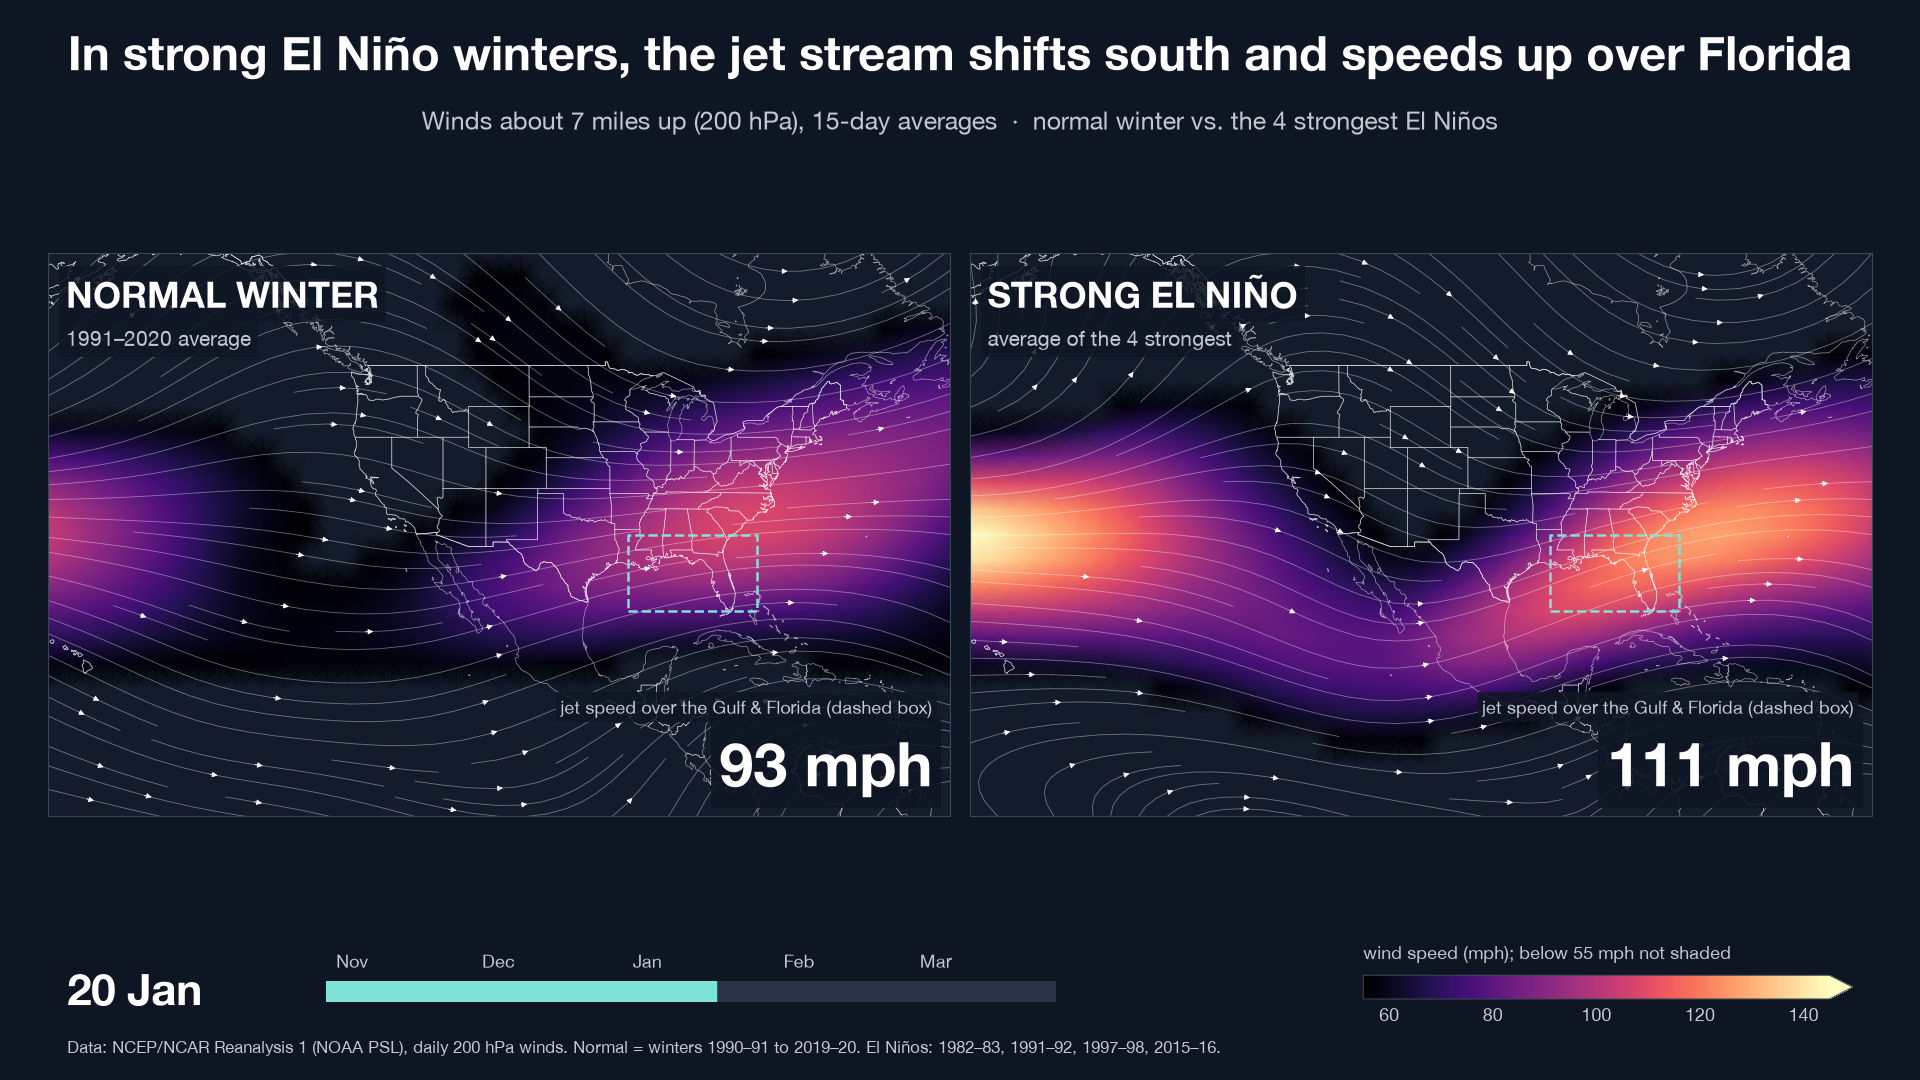 In strong El Niño winters, the jet stream shifts south and speeds up over Florida
Winds about 7 miles up (200 hPa), 15-day averages · normal winter vs. the 4 strongest El Niños
NORMAL WINTER
1991–2020 average
jet speed over the Gulf & Florida (dashed box)
93 mph
STRONG EL NIÑO
average of the 4 strongest
jet speed over the Gulf & Florida (dashed box)
111 mph
20 Jan
Nov Dec Jan Feb Mar
wind speed (mph); below 55 mph not shaded
60 80 100 120 140
Data: NCEP/NCAR Reanalysis 1 (NOAA PSL), daily 200 hPa winds. Normal = winters 1990–91 to 2019–20. El Niños: 1982–83, 1991–92, 1997–98, 2015–16.